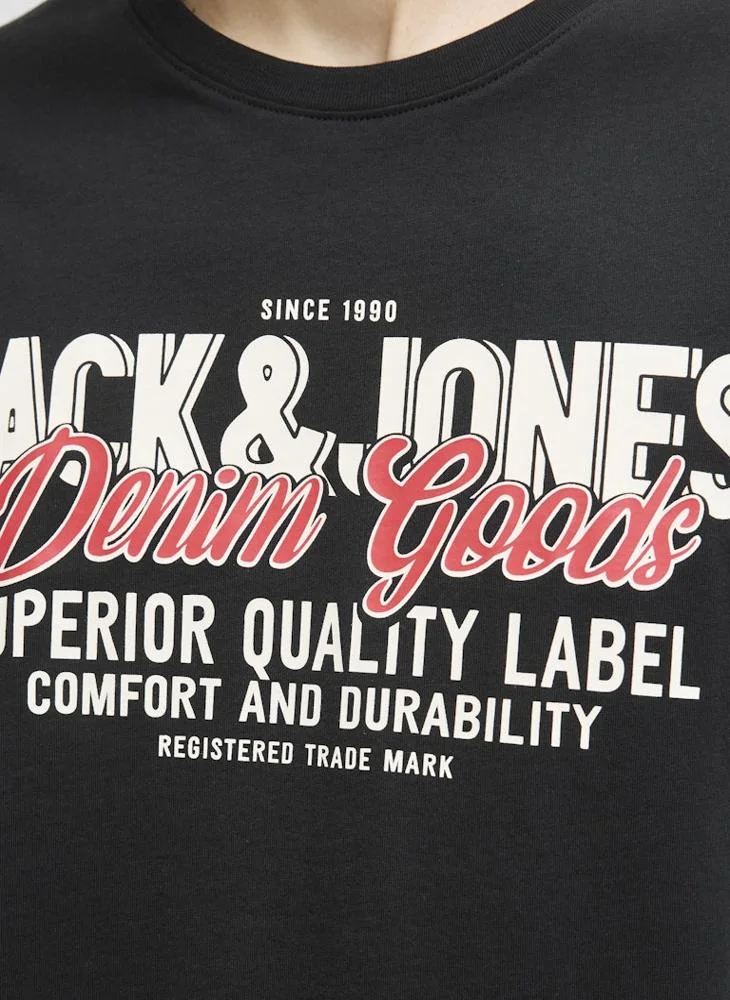 SINCE 1990
ACK & JONES
Denim Goods
UPERIOR QUALITY LABEL
COMFORT AND DURABILITY
REGISTERED TRADE MARK